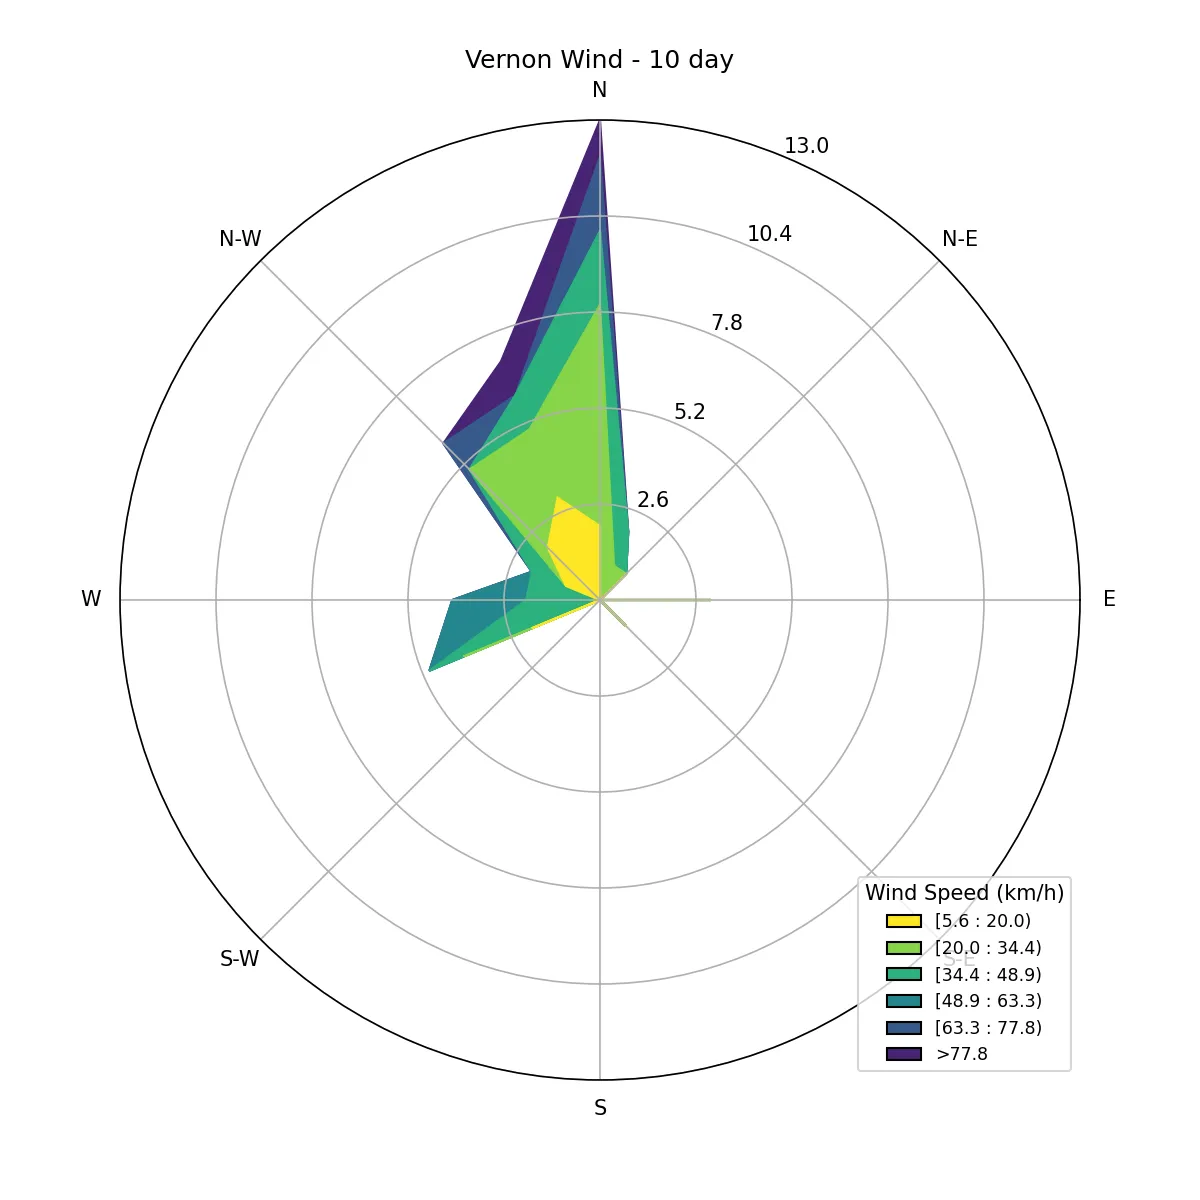 Vernon Wind - 10 day
N
13.0
N-W
N-E
10.4
7.8
5.2
2.6
W
E
S-W
S-E
S
Wind Speed (km/h)
[5.6 : 20.0)
[20.0 : 34.4)
[34.4 : 48.9)
[48.9 : 63.3)
[63.3 : 77.8)
>77.8